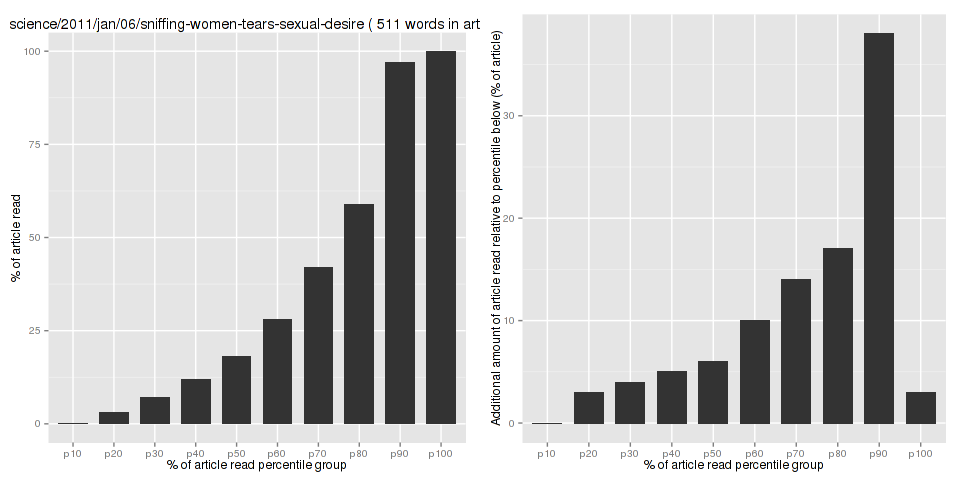 science/2011/jan/06/sniffing-women-tears-sexual-desire ( 511 words in art
100
75
50
25
0
% of article read
p10 p20 p30 p40 p50 p60 p70 p80 p90 p100
% of article read percentile group
Additional amount of article read relative to percentile below (% of article)
30
20
10
0
p10 p20 p30 p40 p50 p60 p70 p80 p90 p100
% of article read percentile group